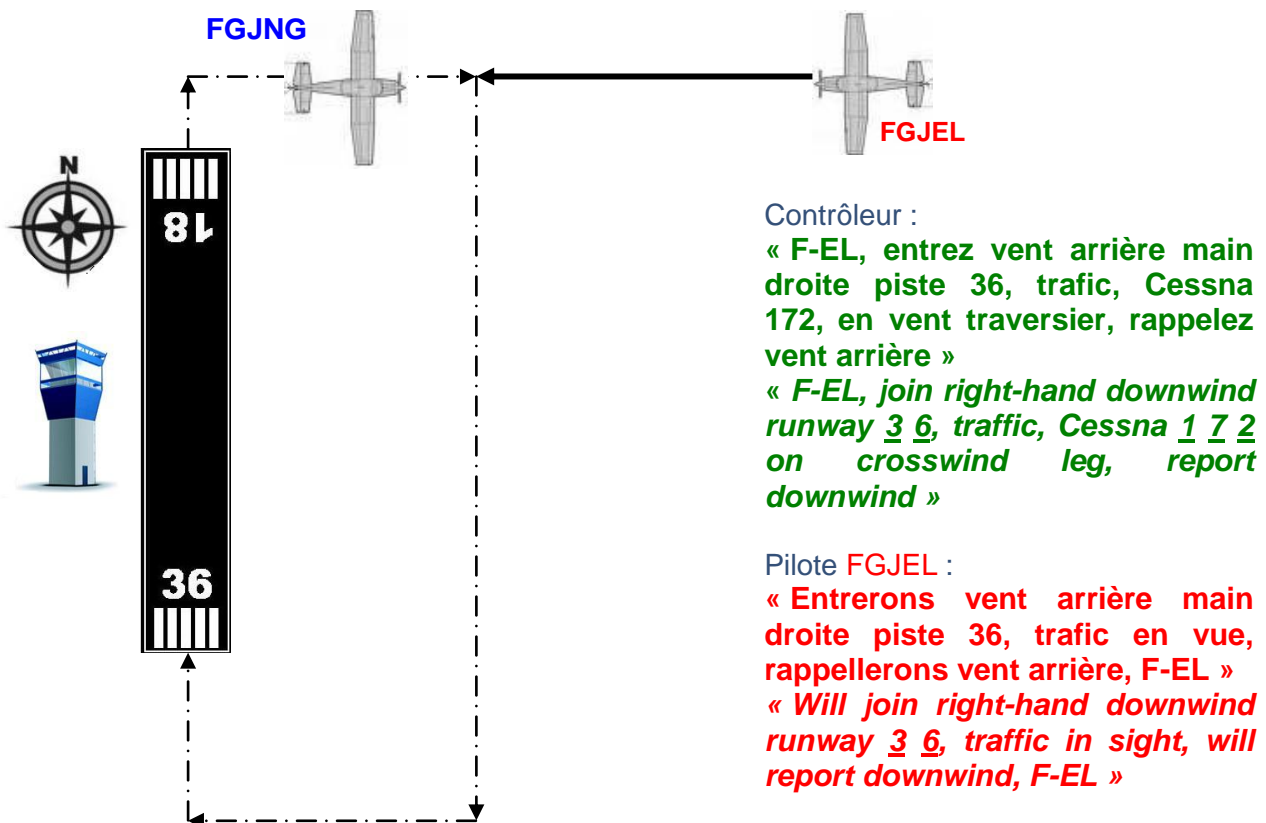 FGJNG
FGJEL
N
18
36
Contrôleur :
« F-EL, entrez vent arrière main
droite piste 36, trafic, Cessna
172, en vent traversier, rappelez
vent arrière »
« F-EL, join right-hand downwind
runway 3 6, traffic, Cessna 1 7 2
on crosswind leg, report
downwind »
Pilote FGJEL :
« Entrerons vent arrière main
droite piste 36, trafic en vue,
rappellerons vent arrière, F-EL »
« Will join right-hand downwind
runway 3 6, traffic in sight, will
report downwind, F-EL »